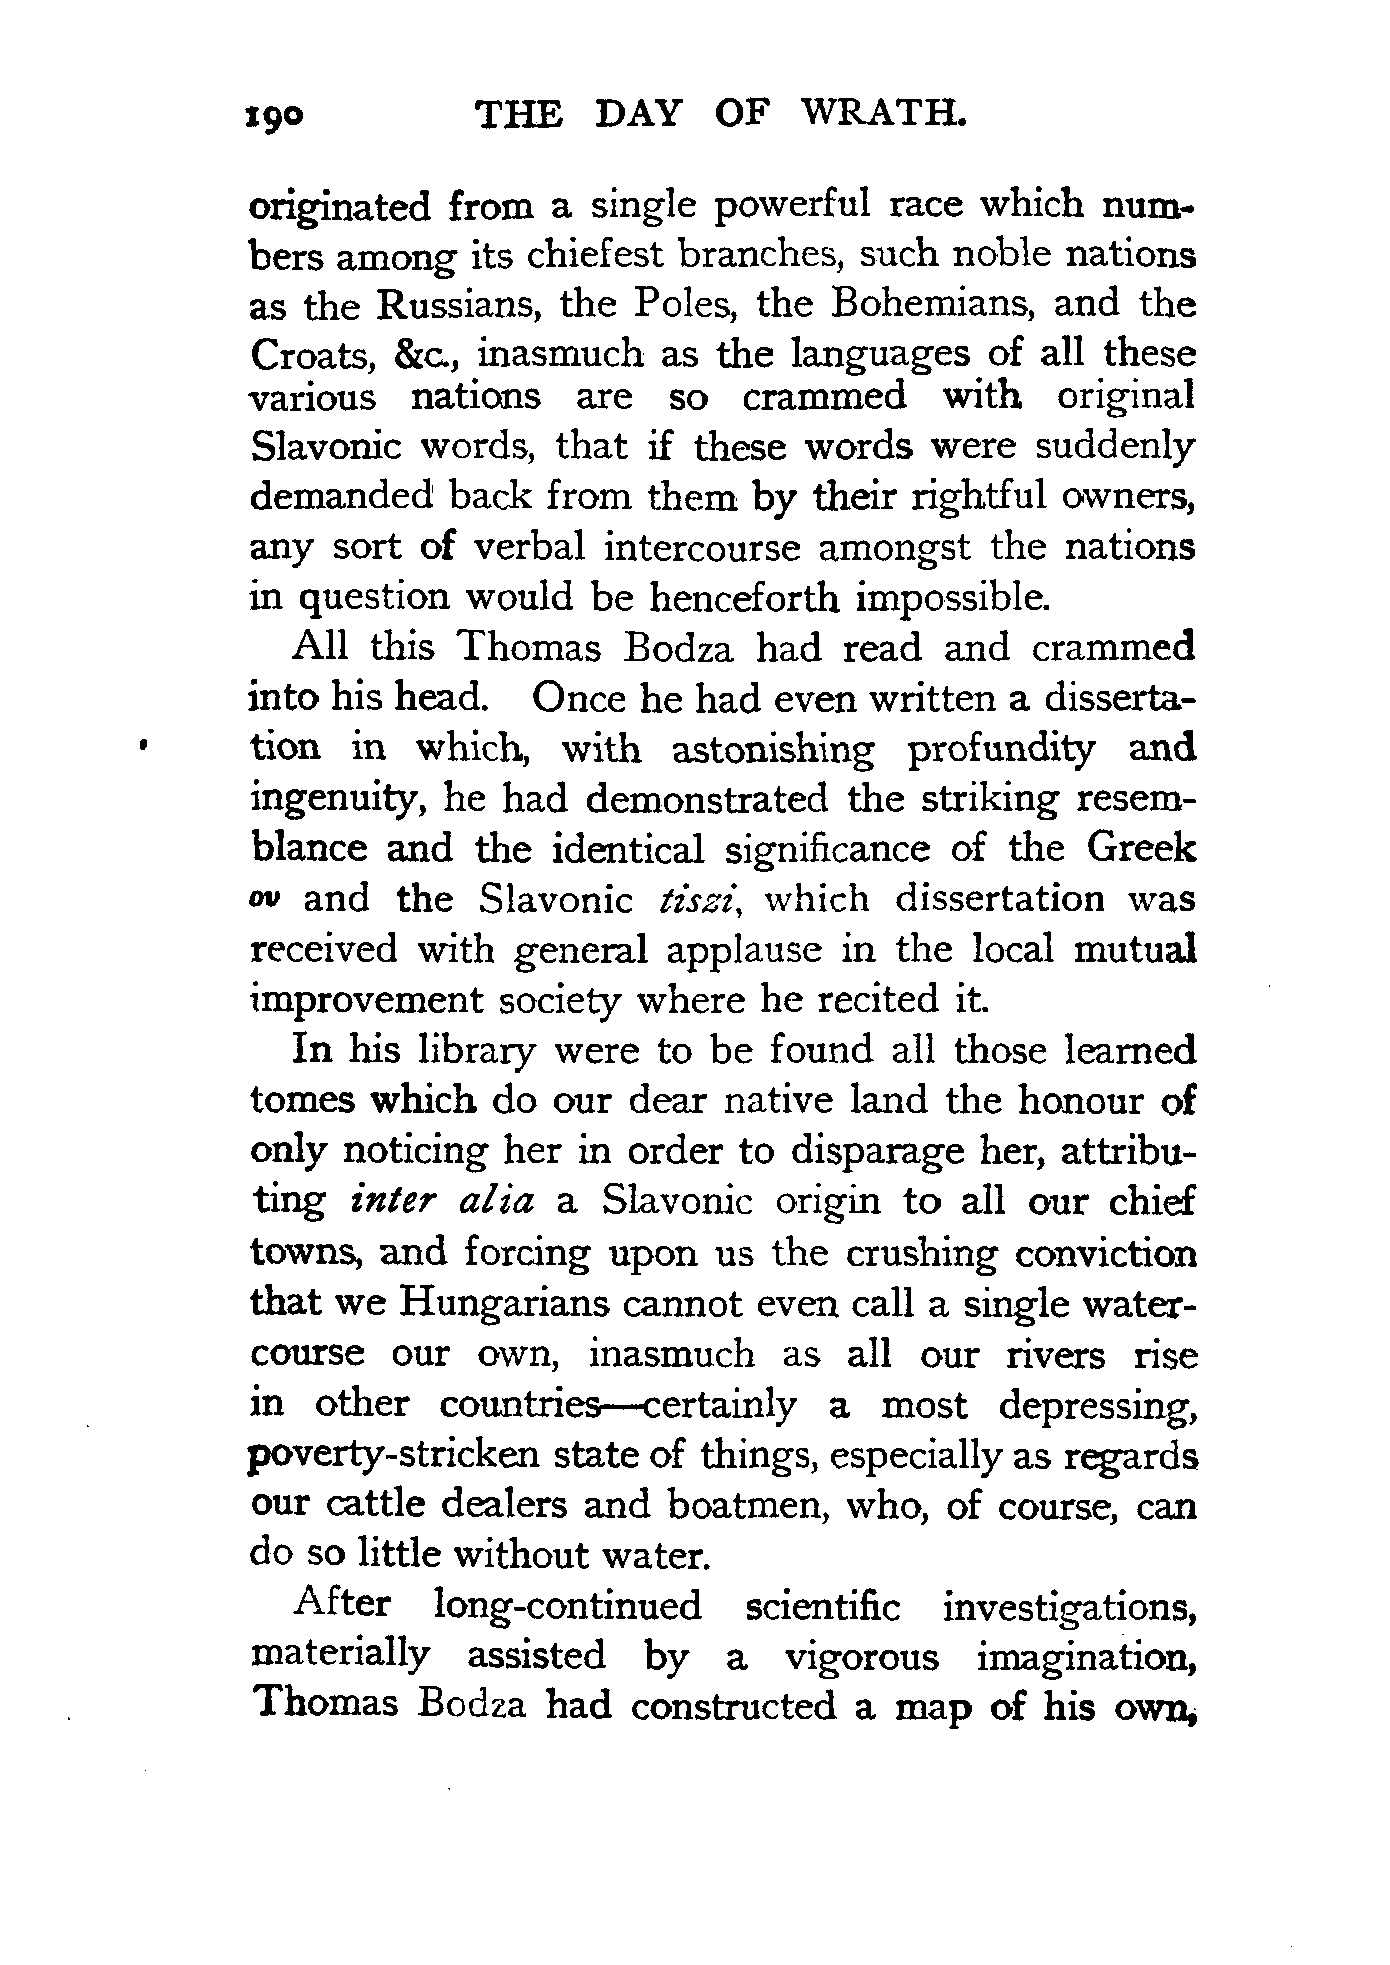 190 THE DAY OF WRATH.
originated from a single powerful race which num-
bers among its chiefest branches, such noble nations
as the Russians, the Poles, the Bohemians, and the
Croats, &c., inasmuch as the languages of all these
various nations are so crammed with original
Slavonic words, that if these words were suddenly
demanded back from them by their rightful owners,
any sort of verbal intercourse amongst the nations
in question would be henceforth impossible.
All this Thomas Bodza had read and crammed
into his head. Once he had even written a disserta-
tion in which, with astonishing profundity and
ingenuity, he had demonstrated the striking resem-
blance and the identical significance of the Greek
ου and the Slavonic tiszi, which dissertation was
received with general applause in the local mutual
improvement society where he recited it.
In his library were to be found all those learned
tomes which do our dear native land the honour of
only noticing her in order to disparage her, attribu-
ting inter alia a Slavonic origin to all our chief
towns, and forcing upon us the crushing conviction
that we Hungarians cannot even call a single water-
course our own, inasmuch as all our rivers rise
in other countries—certainly a most depressing,
poverty-stricken state of things, especially as regards
our cattle dealers and boatmen, who, of course, can
do so little without water.
After long-continued scientific investigations,
materially assisted by a vigorous imagination,
Thomas Bodza had constructed a map of his own,